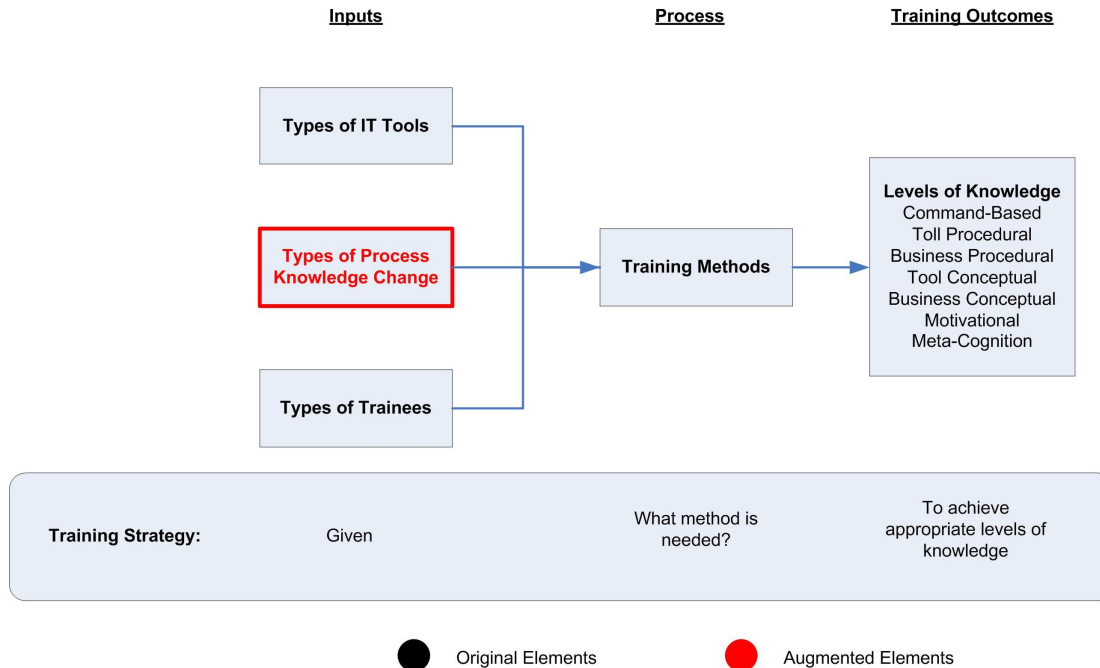 Inputs
Process
Training Outcomes
Types of IT Tools
Types of Process
Knowledge Change
Types of Trainees
Training Methods
Levels of Knowledge
Command-Based
Toll Procedural
Business Procedural
Tool Conceptual
Business Conceptual
Motivational
Meta-Cognition
Training Strategy:
Given
What method is
needed?
To achieve
appropriate levels of
knowledge
Original Elements
Augmented Elements